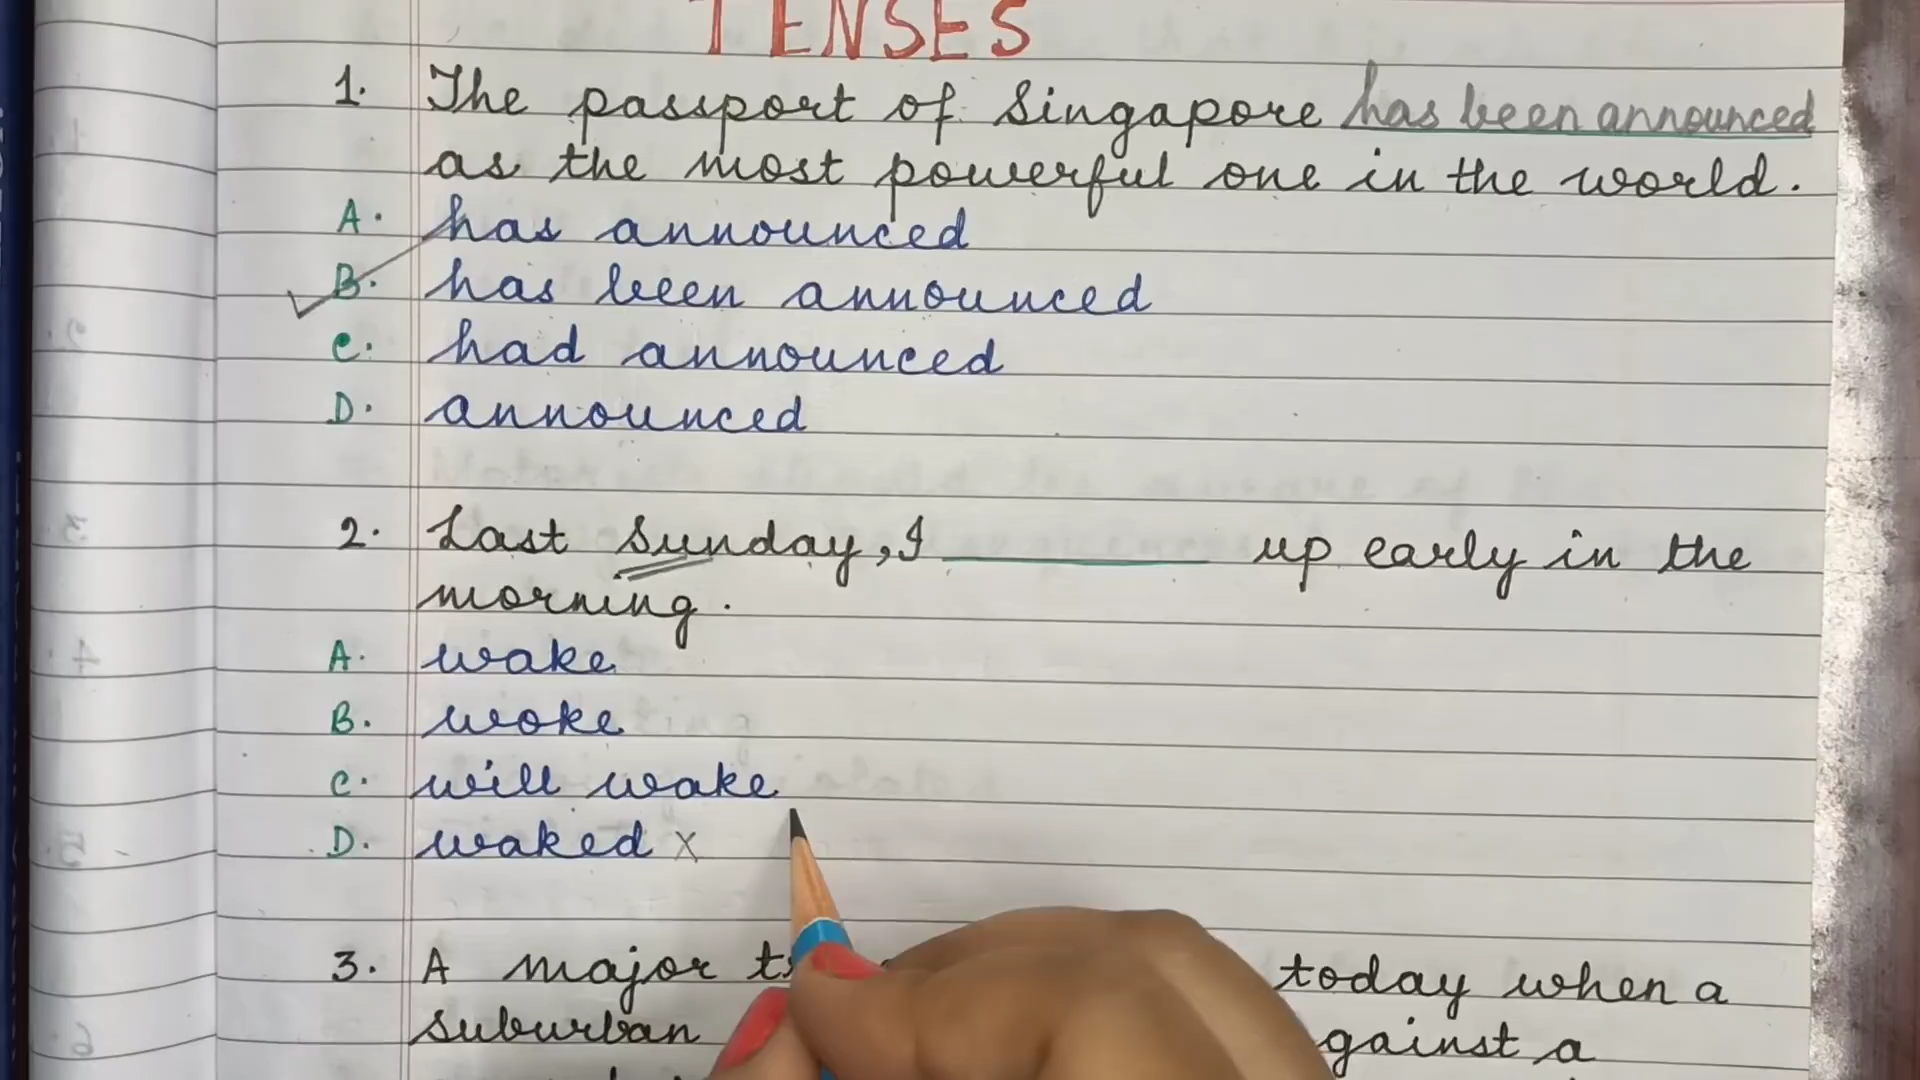 TENSES
1. The passport of Singapore has been announced
as the most powerful one in the world.
A. has announced
B. has been announced
C. had announced
D. announced
2. Last Sunday, I ________ up early in the
morning.
A. wake
B. woke
C. will wake
D. waked X
3. A major today when a
suburban against a